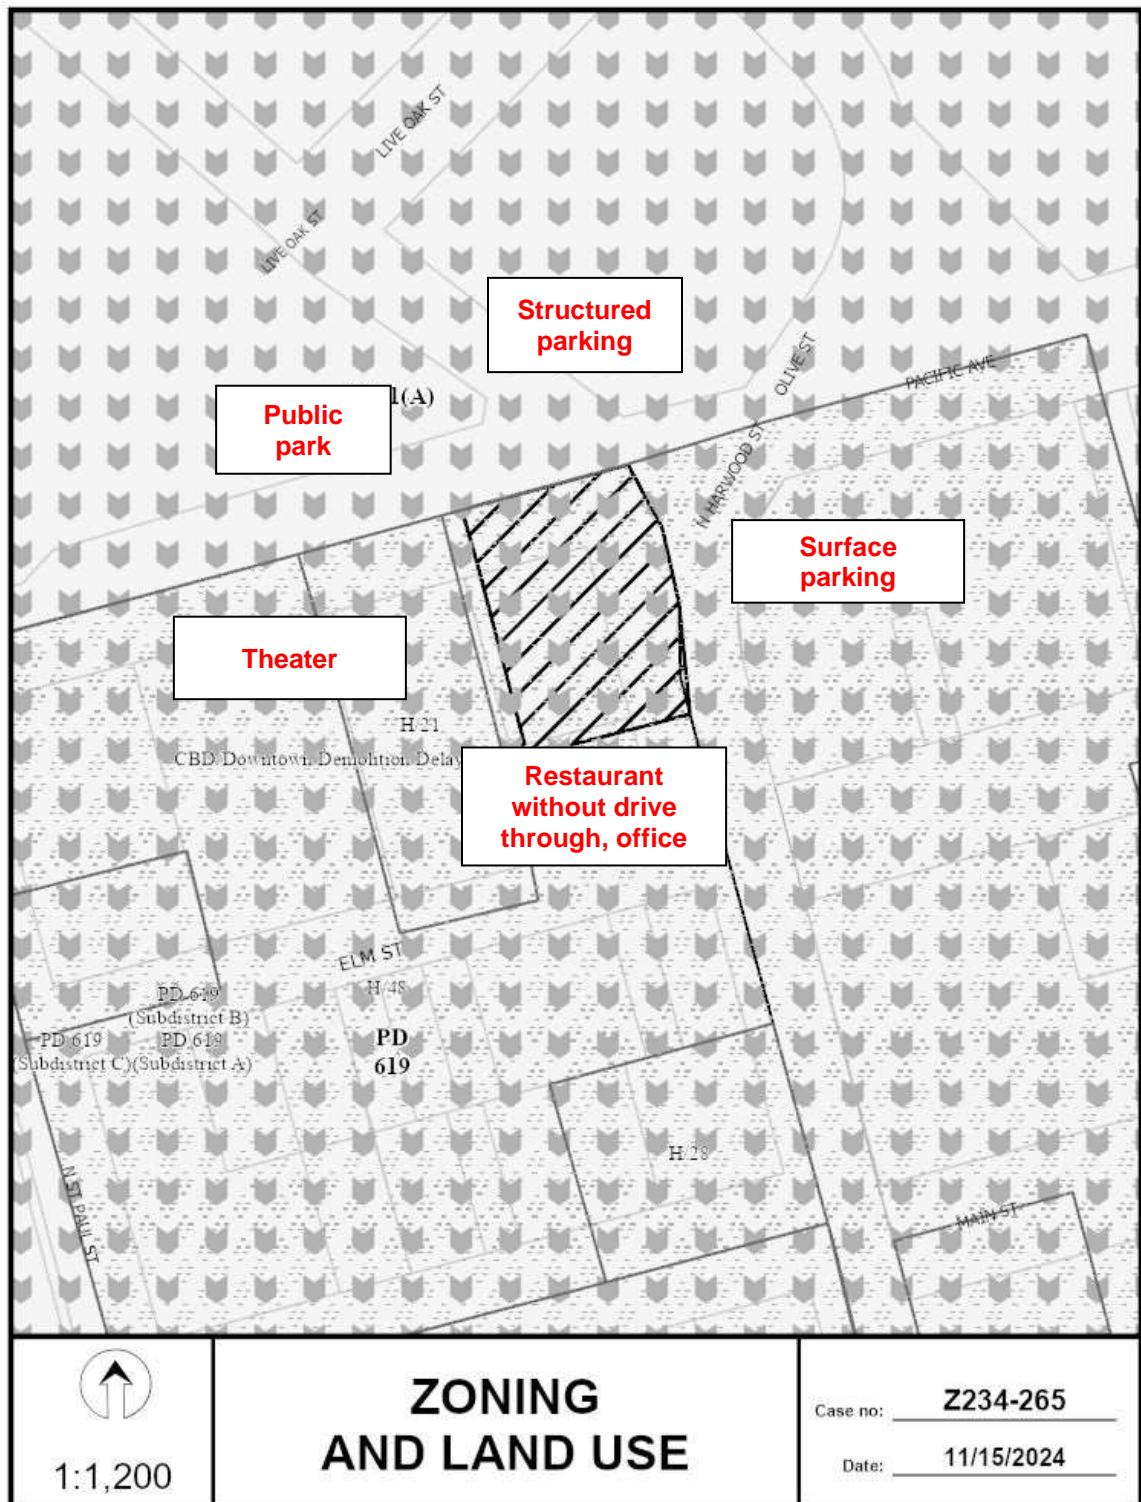 LIVE OAK ST
LIVE OAK ST
Structured
parking
OLIVE ST
PACIFIC AVE
1(A)
Public
park
N HARWOOD ST
Surface
parking
Theater
H/21
CBD Downtown Demolition Delay
Restaurant
without drive
through, office
ELM ST
H/48
PD 619
(Subdistrict B)
PD 619
(Subdistrict C)
PD 619
(Subdistrict A)
PD
619
H/28
N ST PAUL ST
MAIN ST
1:1,200
ZONING
AND LAND USE
Case no: Z234-265
Date: 11/15/2024